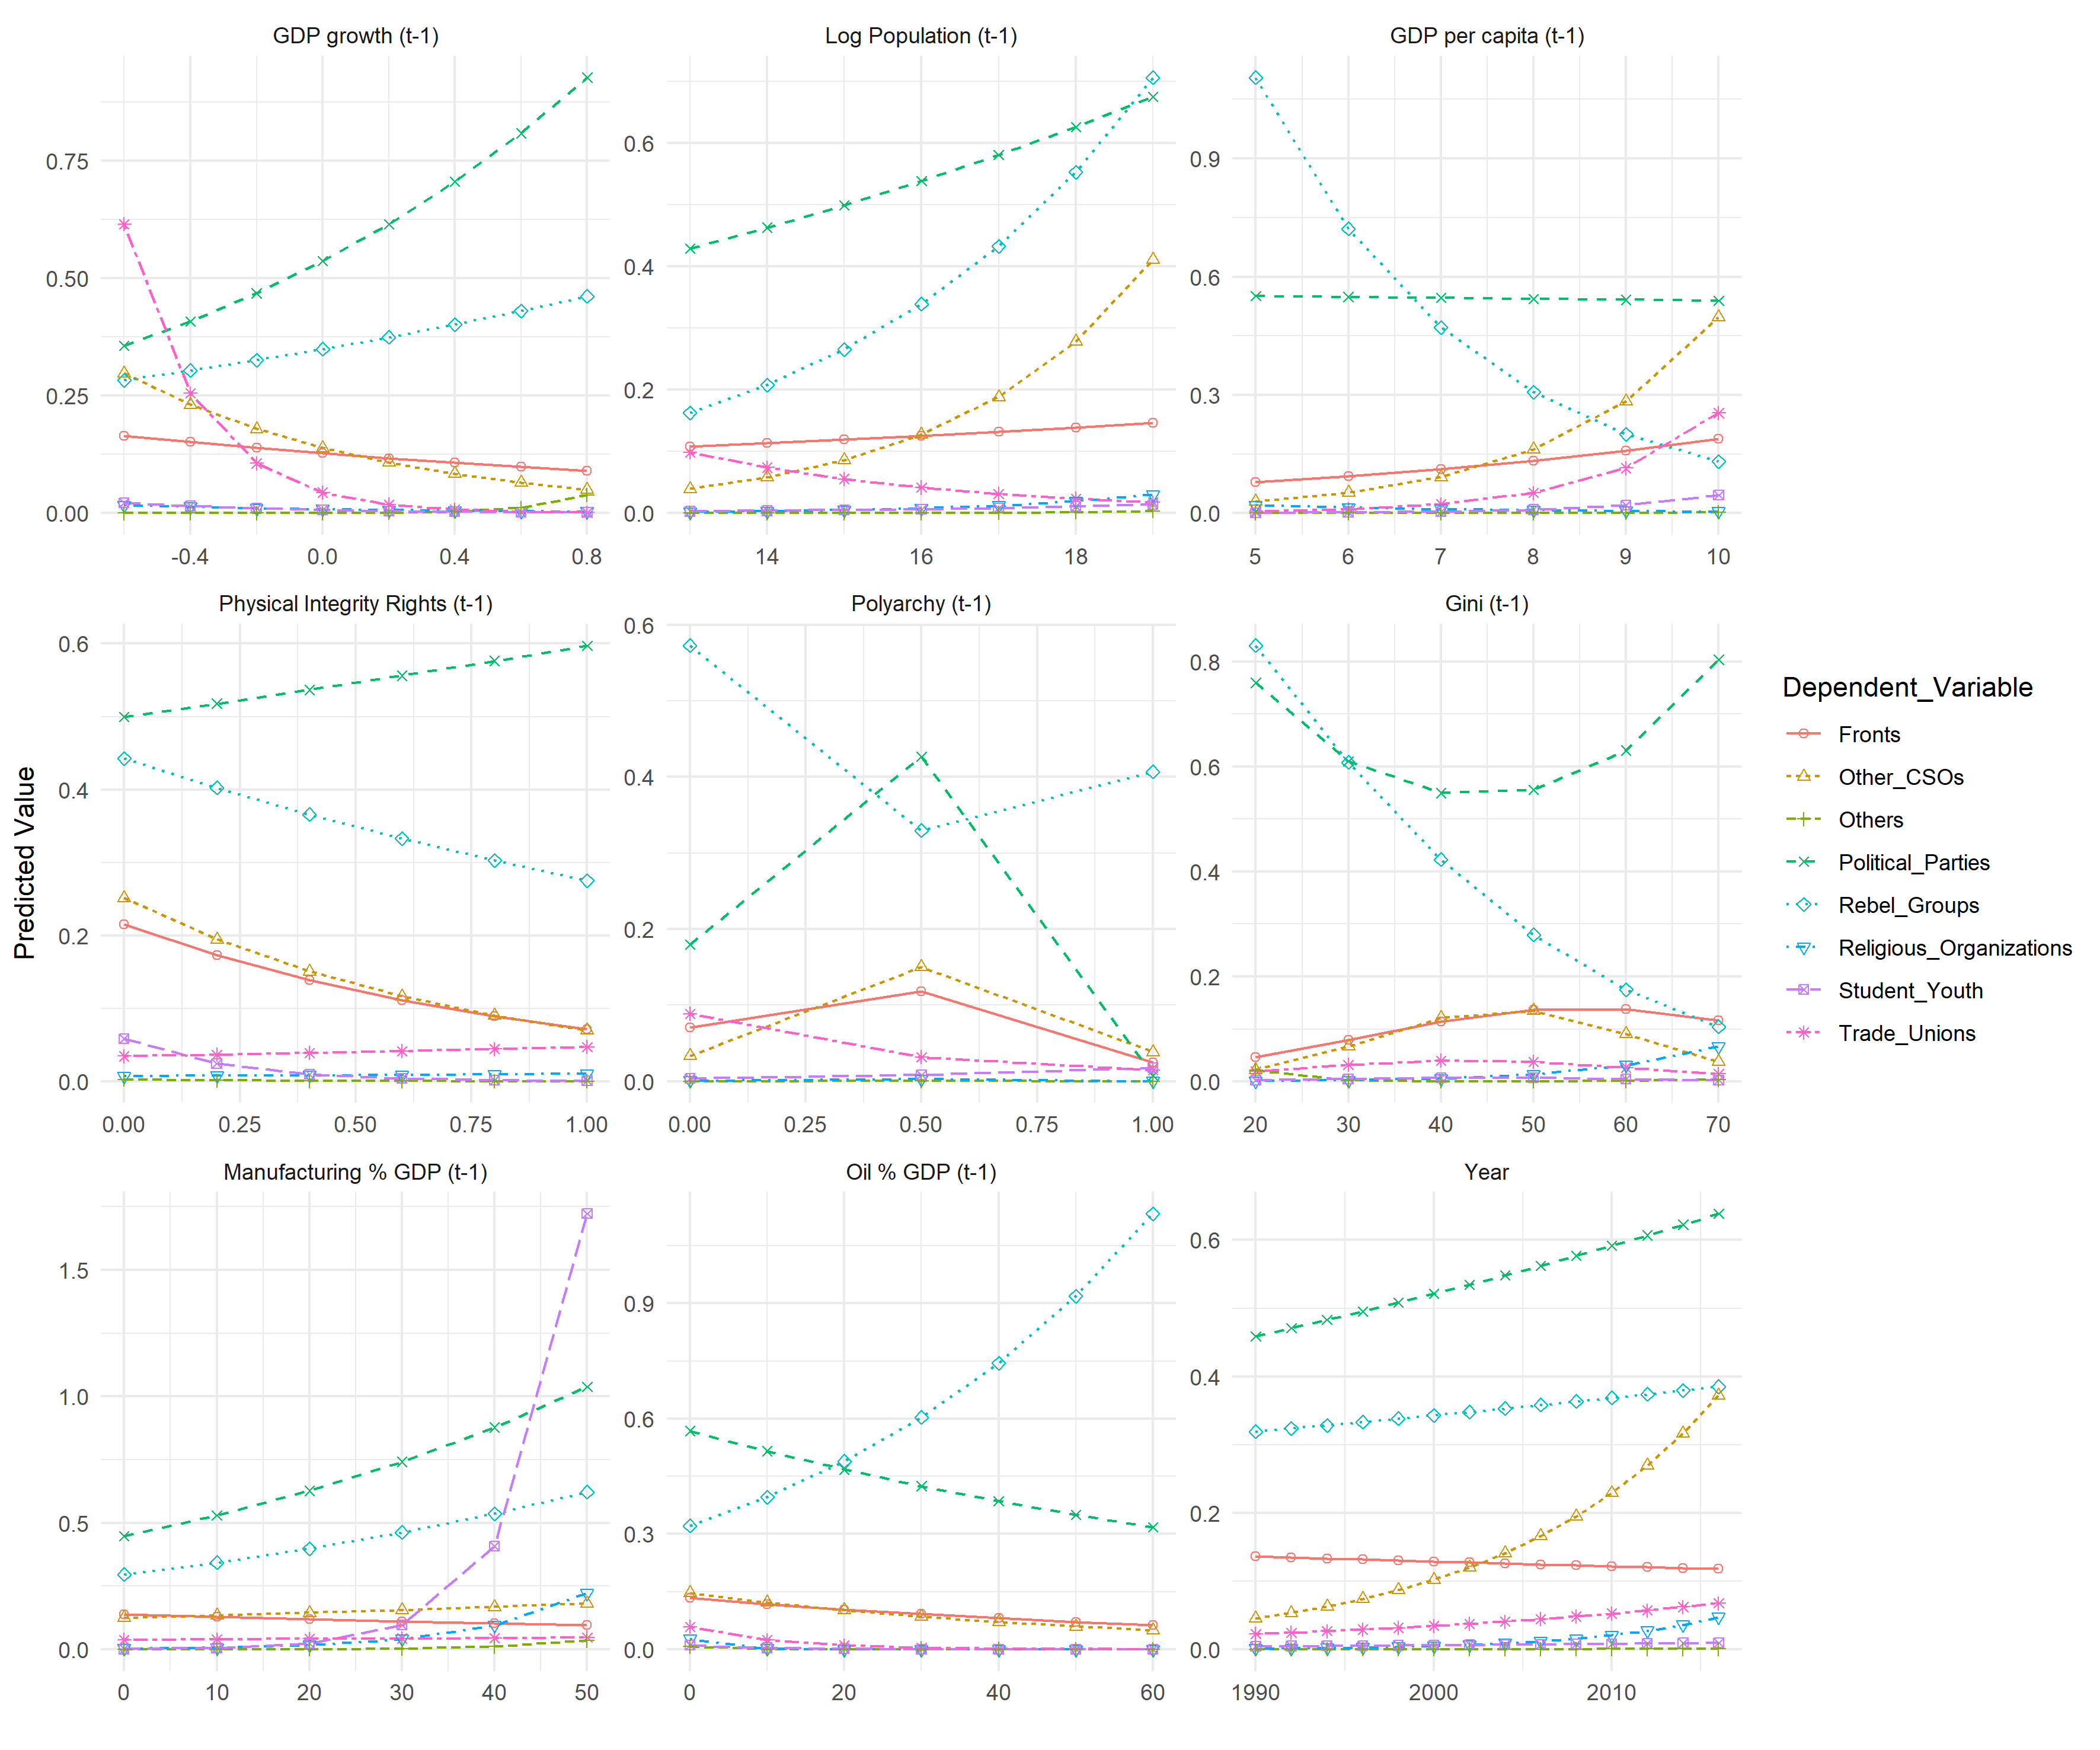 GDP growth (t-1)
Log Population (t-1)
GDP per capita (t-1)
0.75
0.50
0.25
0.00
-0.4 0.0 0.4 0.8
0.6
0.4
0.2
0.0
14 16 18
0.9
0.6
0.3
0.0
5 6 7 8 9 10
Physical Integrity Rights (t-1)
Polyarchy (t-1)
Gini (t-1)
0.6
0.4
0.2
0.0
0.00 0.25 0.50 0.75 1.00
0.6
0.4
0.2
0.0
0.00 0.25 0.50 0.75 1.00
0.8
0.6
0.4
0.2
0.0
20 30 40 50 60 70
Manufacturing % GDP (t-1)
Oil % GDP (t-1)
Year
1.5
1.0
0.5
0.0
0 10 20 30 40 50
0.9
0.6
0.3
0.0
0 20 40 60
0.6
0.4
0.2
0.0
1990 2000 2010
Predicted Value
Dependent_Variable
Fronts
Other_CSOs
Others
Political_Parties
Rebel_Groups
Religious_Organizations
Student_Youth
Trade_Unions